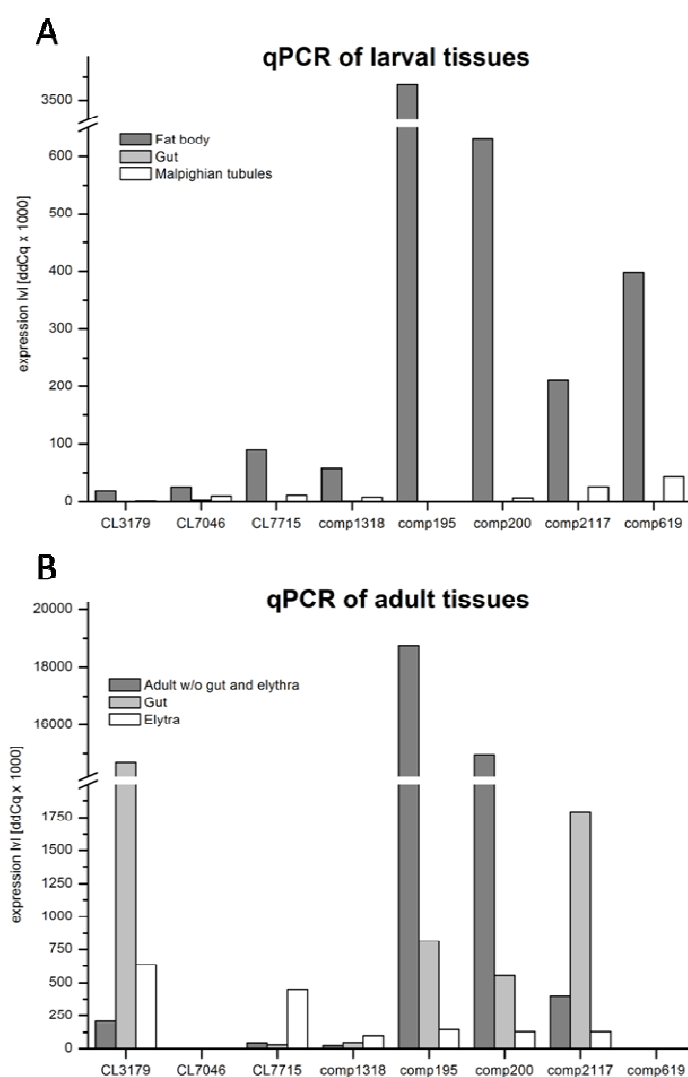 A
qPCR of larval tissues
3500
600
500
400
300
200
100
0
expression lvl [ddCq x 1000]
Fat body
Gut
Malpighian tubules
CL3179 CL7046 CL7715 comp1318 comp195 comp200 comp2117 comp619
B
qPCR of adult tissues
20000
18000
16000
1750
1500
1250
1000
750
500
250
0
expression lvl [ddCq x 1000]
Adult w/o gut and elythra
Gut
Elytra
CL3179 CL7046 CL7715 comp1318 comp195 comp200 comp2117 comp619